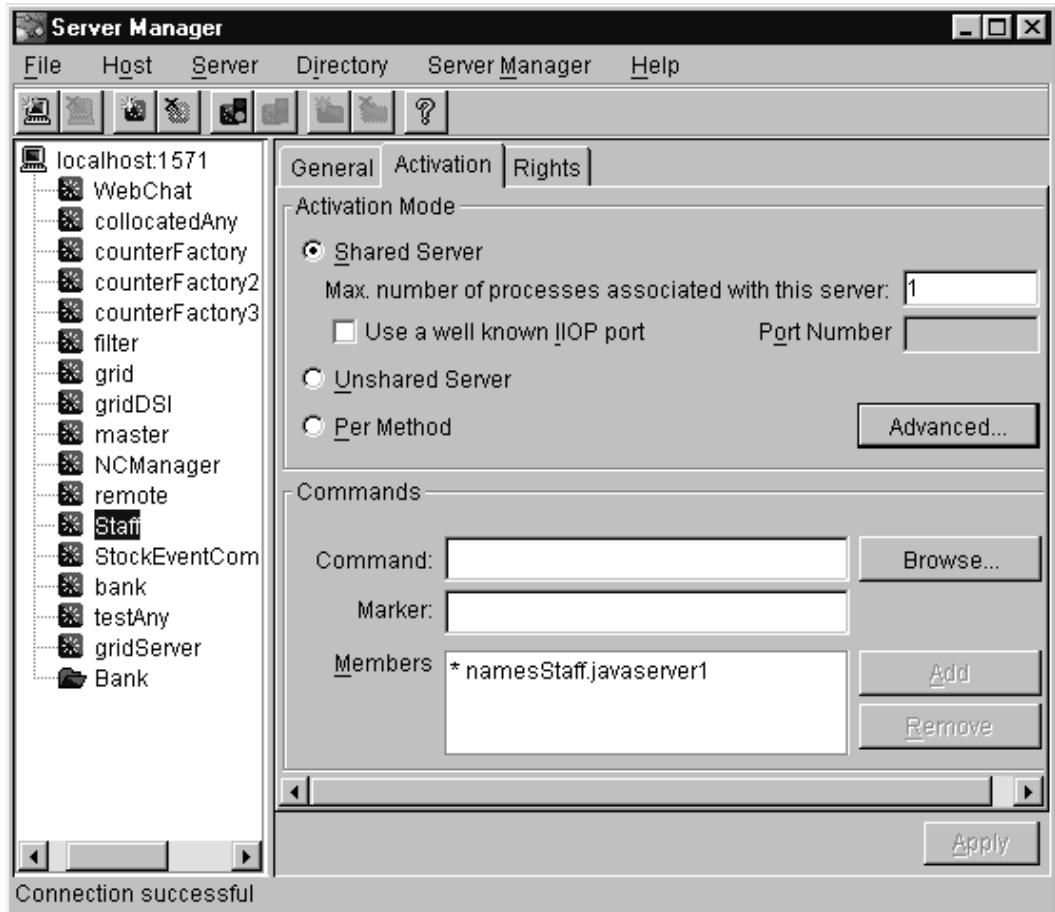 Server Manager
File Host Server Directory Server Manager Help
?
localhost:1571
WebChat
collocatedAny
counterFactory
counterFactory2
counterFactory3
filter
grid
gridDSI
master
NCManager
remote
Staff
StockEventCom
bank
testAny
gridServer
Bank
General Activation Rights
Activation Mode
Shared Server
Max. number of processes associated with this server: 1
Use a well known IIOP port Port Number
Unshared Server
Per Method Advanced...
Commands
Command: Browse...
Marker:
Members * namesStaff.javaserver1 Add
Remove
Apply
Connection successful